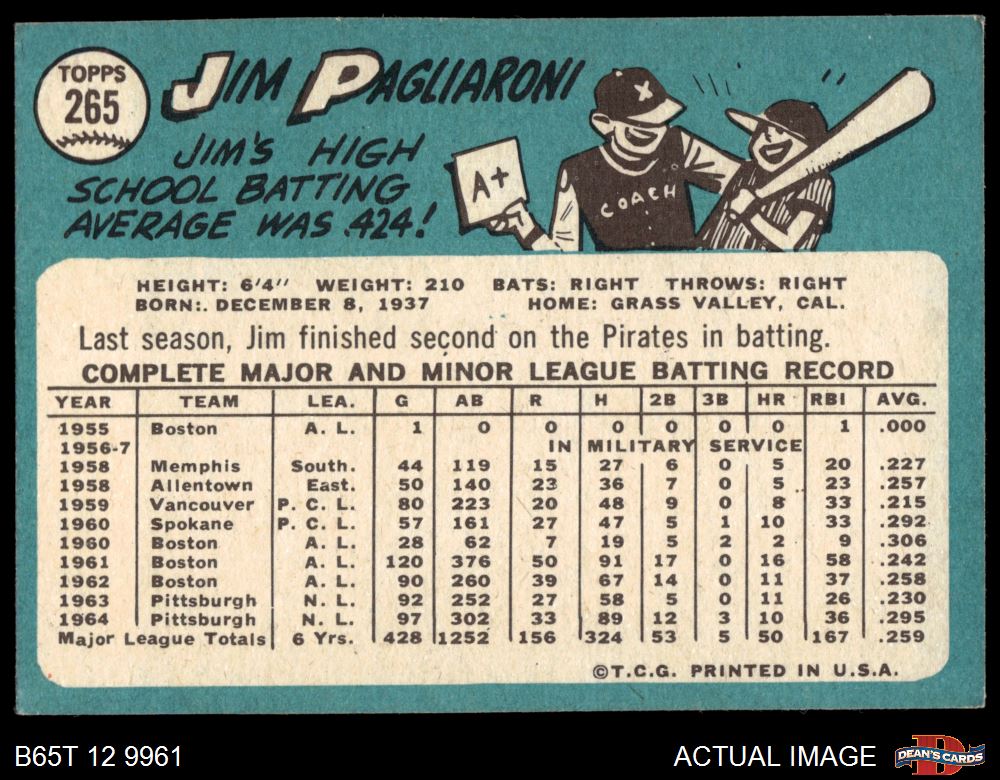 TOPPS
265
JIM PAGLIARONI
JIM'S HIGH
SCHOOL BATTING
AVERAGE WAS .424!
A+
X
COACH
HEIGHT: 6'4" WEIGHT: 210 BATS: RIGHT THROWS: RIGHT
BORN: DECEMBER 8, 1937 HOME: GRASS VALLEY, CAL.
Last season, Jim finished second on the Pirates in batting.
COMPLETE MAJOR AND MINOR LEAGUE BATTING RECORD
YEAR TEAM LEA. G AB R H 2B 3B HR RBI AVG.
1955 Boston A. L. 1 0 0 0 0 0 0 1 .000
1956-7 IN MILITARY SERVICE
1958 Memphis South. 44 119 15 27 6 0 5 20 .227
1958 Allentown East. 50 140 23 36 7 0 5 23 .257
1959 Vancouver P. C. L. 80 223 20 48 9 0 8 33 .215
1960 Spokane P. C. L. 57 161 27 47 5 1 10 33 .292
1960 Boston A. L. 28 62 7 19 5 2 2 9 .306
1961 Boston A. L. 120 376 50 91 17 0 16 58 .242
1962 Boston A. L. 90 260 39 67 14 0 11 37 .258
1963 Pittsburgh N. L. 92 252 27 58 5 0 11 26 .230
1964 Pittsburgh N. L. 97 302 33 89 12 3 10 36 .295
Major League Totals 6 Yrs. 428 1252 156 324 53 5 50 167 .259
©T.C.G. PRINTED IN U.S.A.
B65T 12 9961 ACTUAL IMAGE
D
DEAN'S CARDS